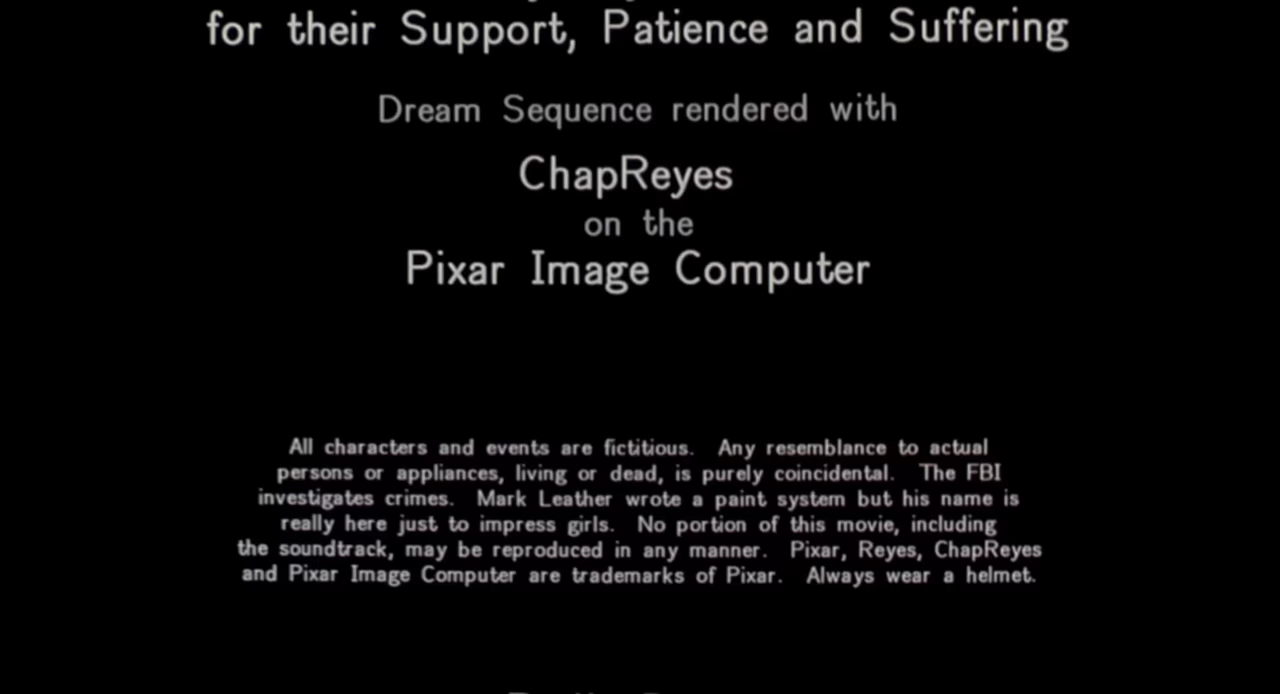 for their Support, Patience and Suffering
Dream Sequence rendered with
ChapReyes
on the
Pixar Image Computer
All characters and events are fictitious. Any resemblance to actual
persons or appliances, living or dead, is purely coincidental. The FBI
investigates crimes. Mark Leather wrote a paint system but his name is
really here just to impress girls. No portion of this movie, including
the soundtrack, may be reproduced in any manner. Pixar, Reyes, ChapReyes
and Pixar Image Computer are trademarks of Pixar. Always wear a helmet.